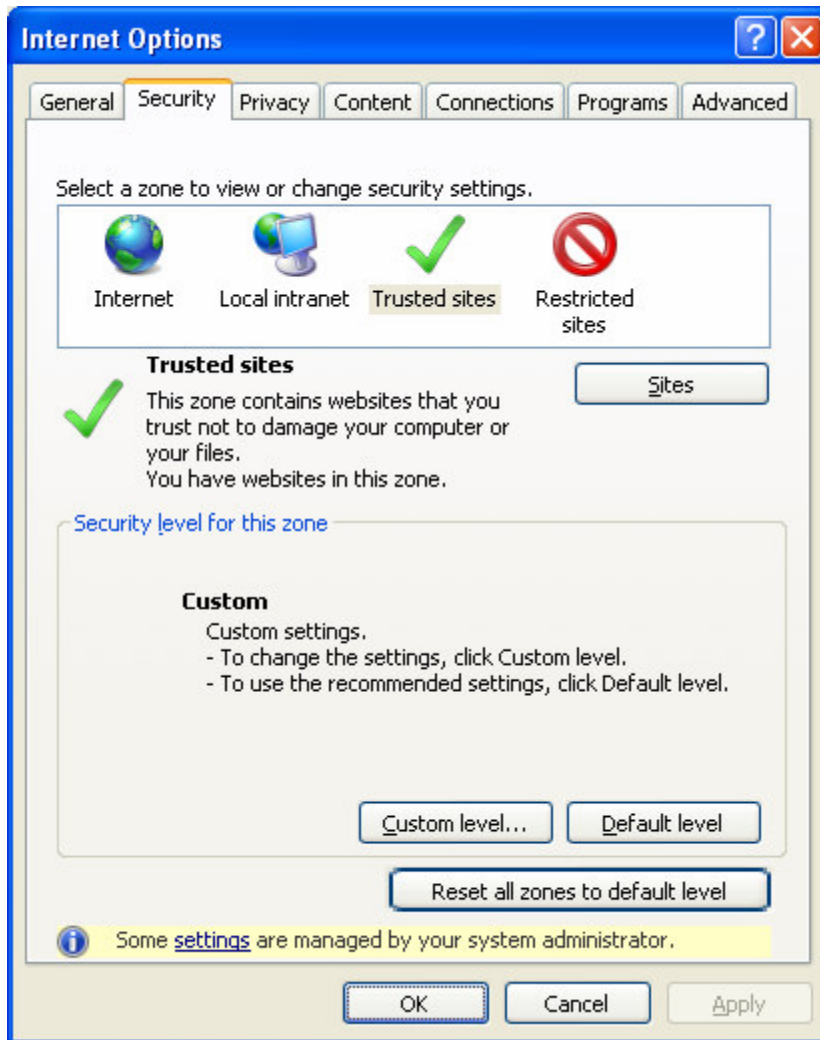 Internet Options
General Security Privacy Content Connections Programs Advanced
Select a zone to view or change security settings.
Internet Local intranet Trusted sites Restricted sites
Trusted sites
Sites
This zone contains websites that you
trust not to damage your computer or
your files.
You have websites in this zone.
Security level for this zone
Custom
Custom settings.
- To change the settings, click Custom level.
- To use the recommended settings, click Default level.
Custom level... Default level
Reset all zones to default level
Some settings are managed by your system administrator.
OK Cancel Apply